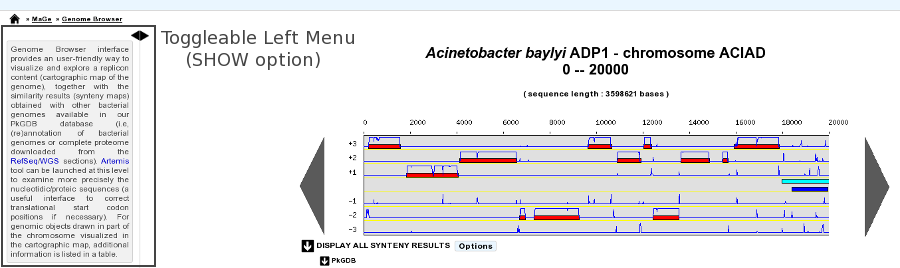 » MaGe » Genome Browser
Genome Browser interface
provides an user-friendly way to
visualize and explore a replicon
content (cartographic map of the
genome), together with the
similarity results (synteny maps)
obtained with other bacterial
genomes available in our
PkGDB database (i.e,
(re)annotation of bacterial
genomes or complete proteome
downloaded from the
RefSeq/WGS sections). Artemis
tool can be launched at this level
to examine more precisely the
nucleotidic/proteic sequences (a
useful interface to correct
translational start codon
positions if necessary). For
genomic objects drawn in part of
the chromosome visualized in
the cartographic map, additional
information is listed in a table.
Toggleable Left Menu
(SHOW option)
Acinetobacter baylyi ADP1 - chromosome ACIAD
0 -- 20000
( sequence length : 3598621 bases )
0 2000 4000 6000 8000 10000 12000 14000 16000 18000 20000
+3
+2
+1
-1
-2
-3
DISPLAY ALL SYNTENY RESULTS Options
PkGDB